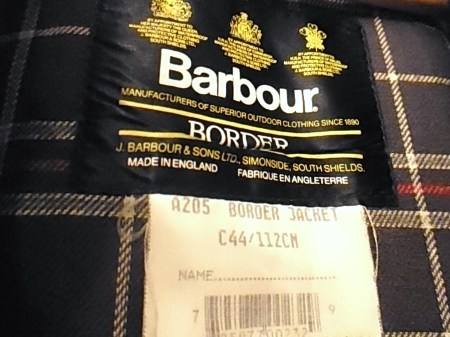 Barbour
MANUFACTURERS OF SUPERIOR OUTDOOR CLOTHING SINCE 1890
BORDER
J. BARBOUR & SONS LTD., SIMONSIDE, SOUTH SHIELDS.
MADE IN ENGLAND FABRIQUE EN ANGLETERRE
A205 BORDER JACKET
C44/112CM
NAME
7 9